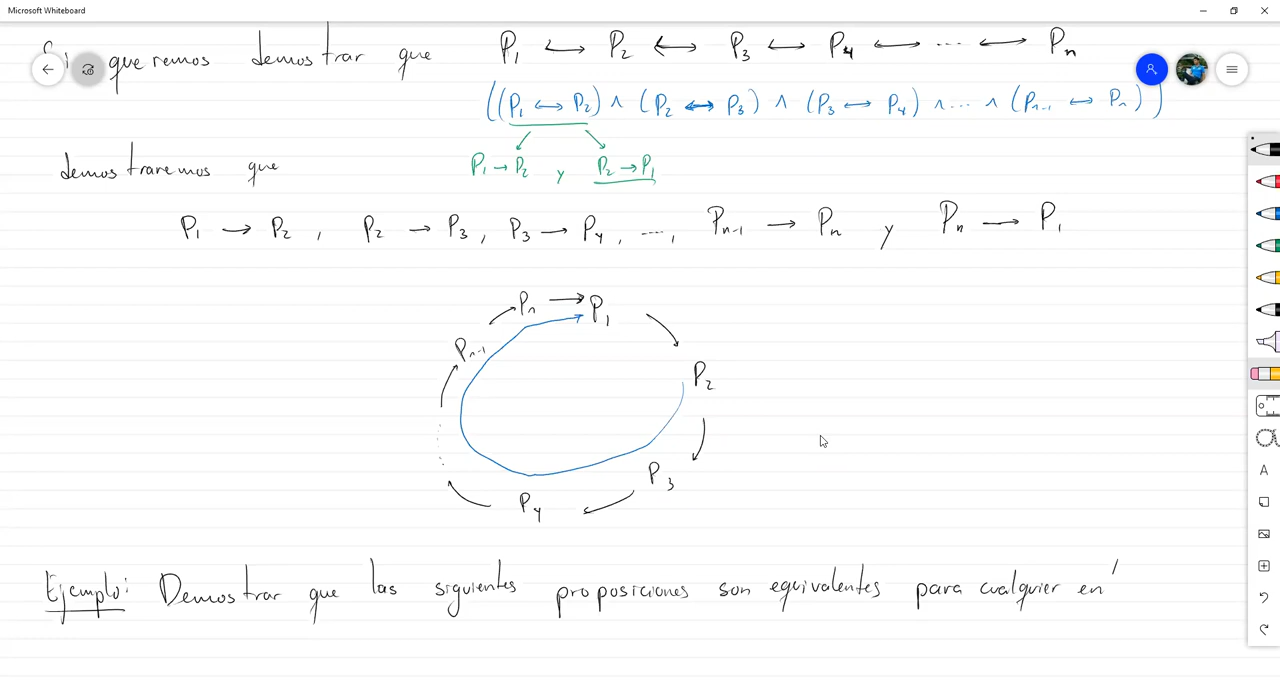 Microsoft Whiteboard
Si queremos demostrar que P₁ ↔ P₂ ↔ P₃ ↔ P₄ ↔ ... ↔ Pₙ
((P₁ ↔ P₂) ∧ (P₂ ↔ P₃) ∧ (P₃ ↔ P₄) ∧ ... ∧ (Pₙ₋₁ ↔ Pₙ))
demostraremos que P₁ → P₂ y P₂ → P₁
P₁ → P₂, P₂ → P₃, P₃ → P₄, ..., Pₙ₋₁ → Pₙ y Pₙ → P₁
Pₙ → P₁
Pₙ₋₁
P₂
P₃
P₄
Ejemplo: Demostrar que las siguientes proposiciones son equivalentes para cualquier en
A